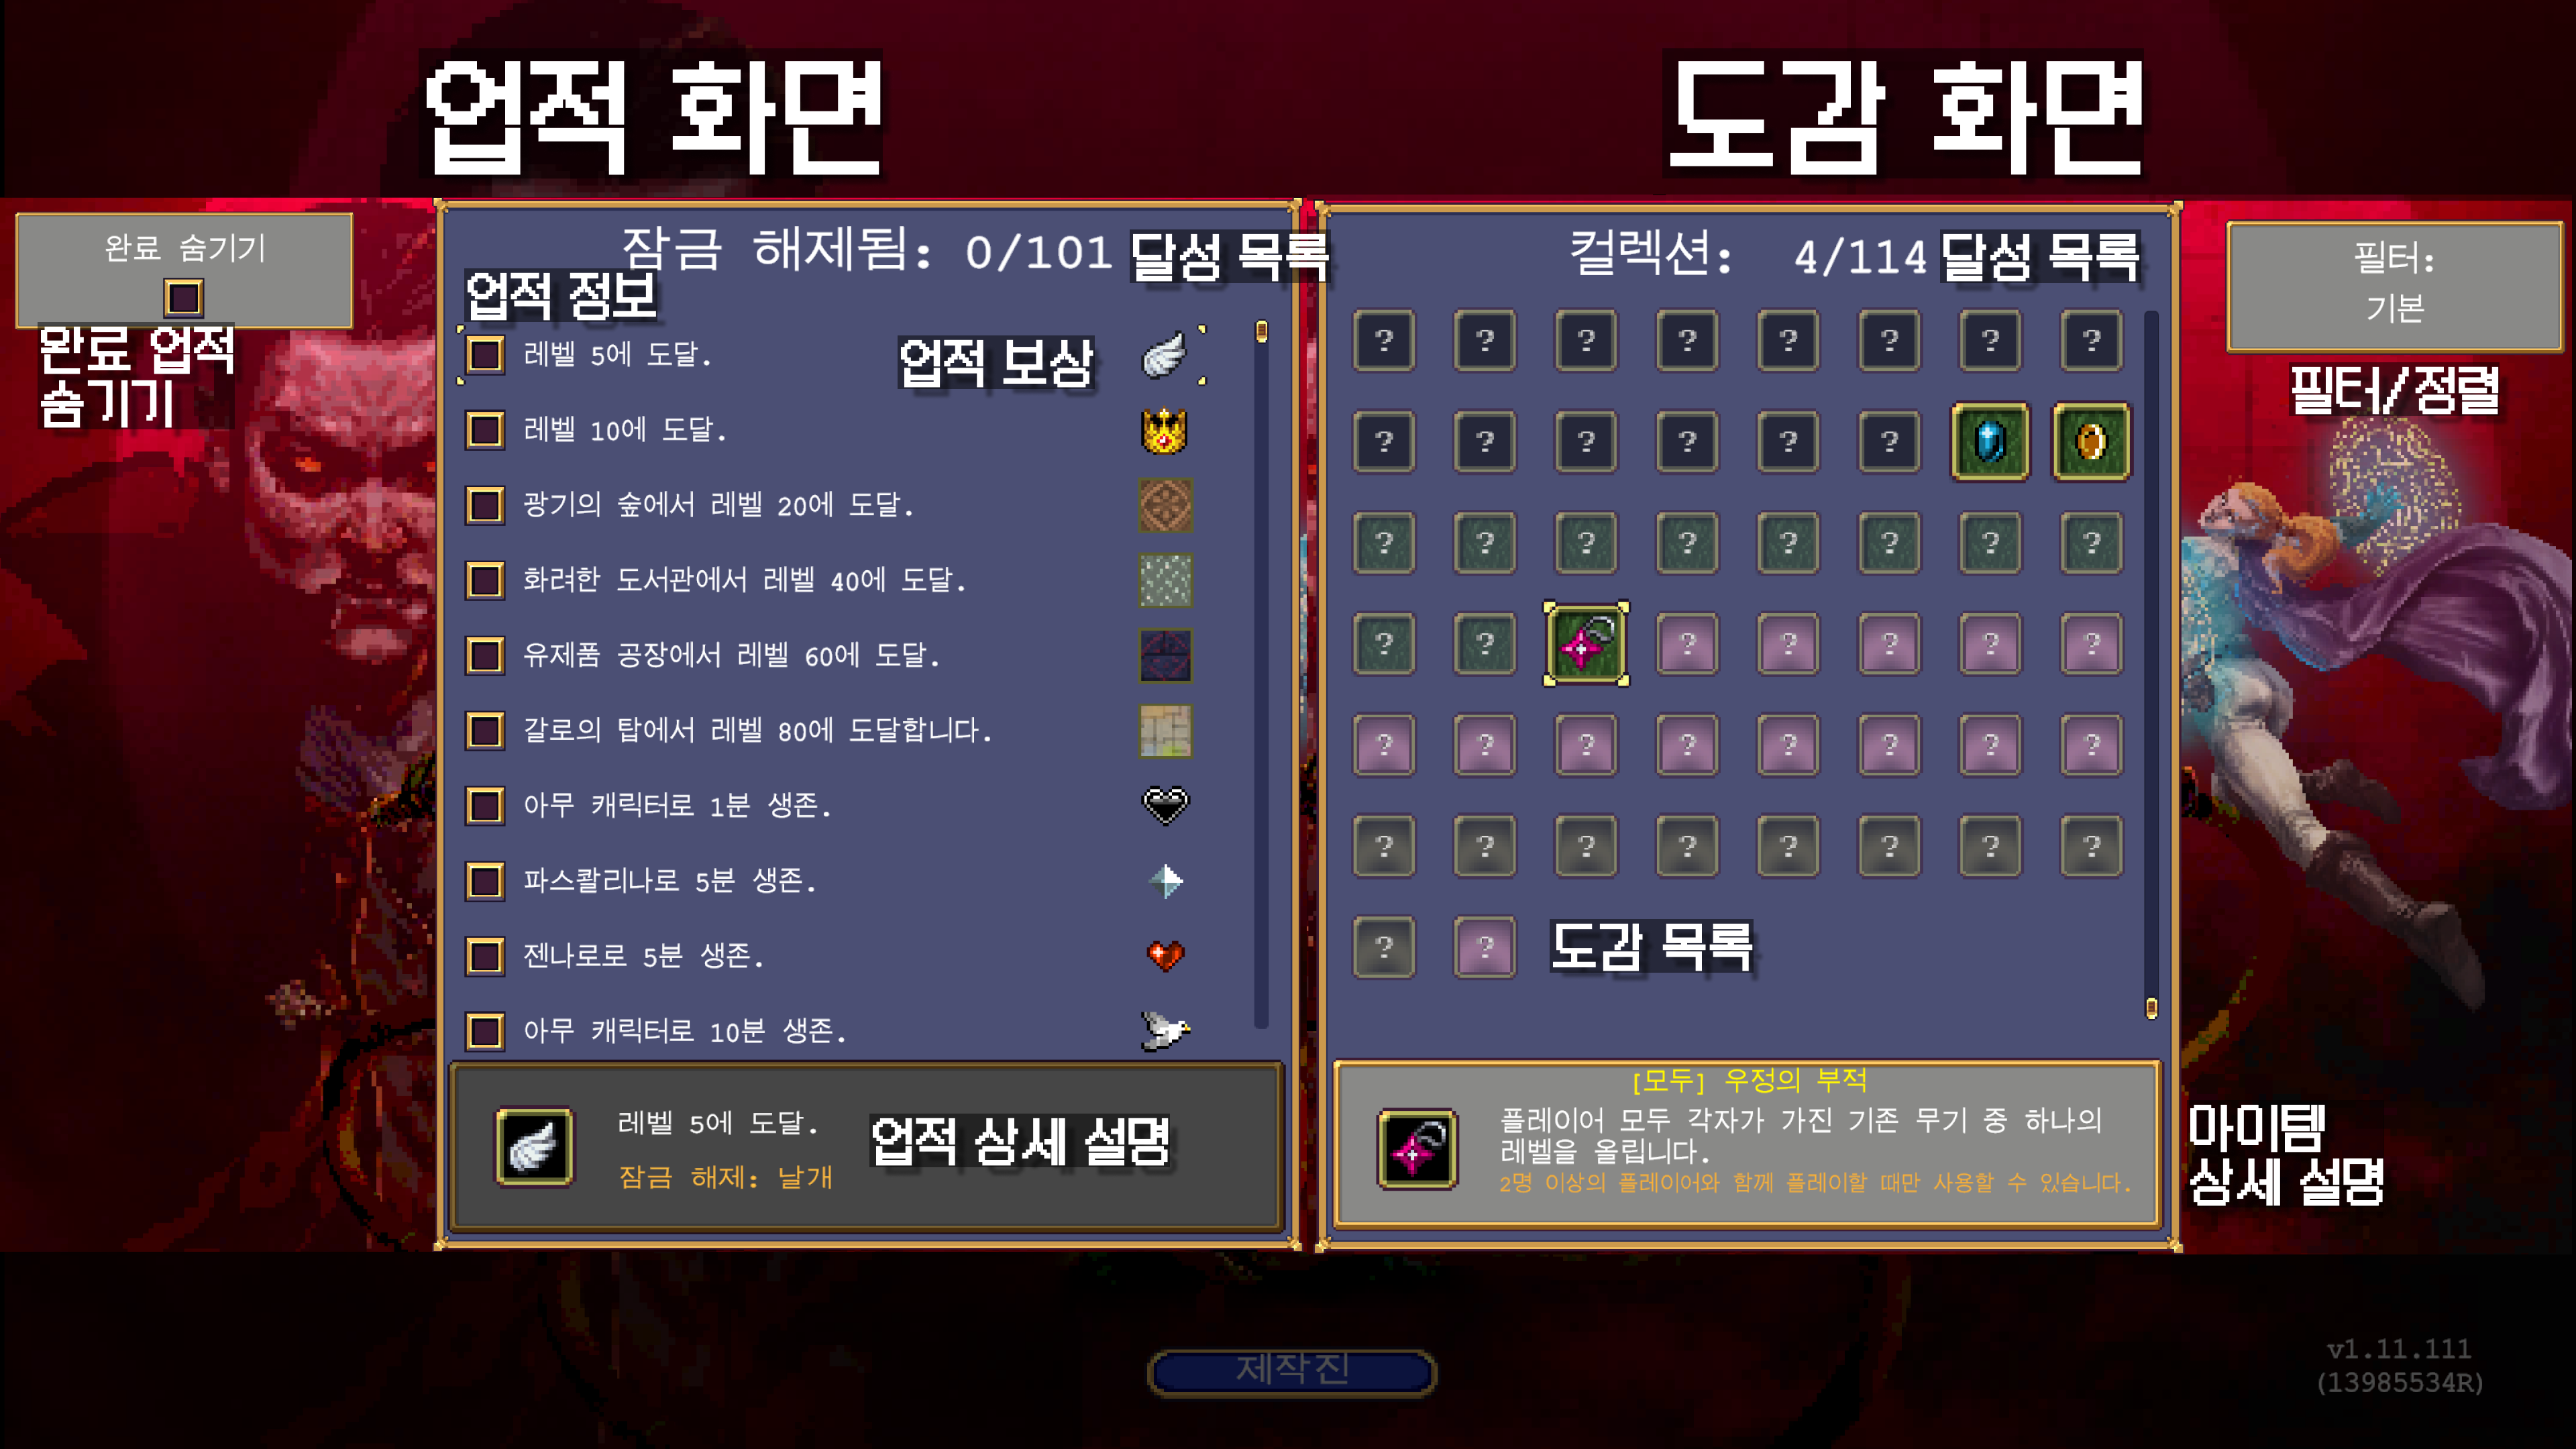 업적 화면
도감 화면
완료 숨기기
완료 업적
숨기기
잠금 해제됨: 0/101
달성 목록
업적 정보
업적 보상
레벨 5에 도달.
레벨 10에 도달.
광기의 숲에서 레벨 20에 도달.
화려한 도서관에서 레벨 40에 도달.
유제품 공장에서 레벨 60에 도달.
갈로의 탑에서 레벨 80에 도달합니다.
아무 캐릭터로 1분 생존.
파스콸리나로 5분 생존.
젠나로로 5분 생존.
아무 캐릭터로 10분 생존.
레벨 5에 도달.
잠금 해제: 날개
업적 상세 설명
컬렉션: 4/114
달성 목록
필터:
기본
필터/정렬
? ? ? ? ? ? ? ?
? ? ? ? ? ?
? ? ? ? ? ? ? ?
? ? ? ? ? ? ?
? ? ? ? ? ? ? ?
? ? ? ? ? ? ? ?
? ?
도감 목록
[모두] 우정의 부적
플레이어 모두 각자가 가진 기존 무기 중 하나의
레벨을 올립니다.
2명 이상의 플레이어와 함께 플레이할 때만 사용할 수 있습니다.
아이템
상세 설명
제작진
v1.11.111
(13985534R)